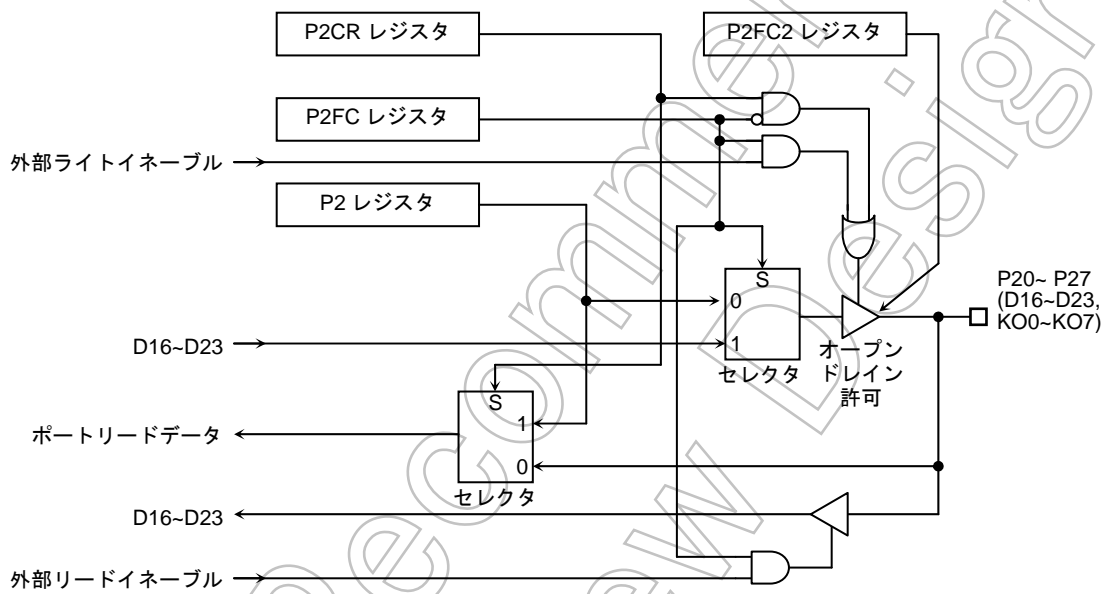 P2CR レジスタ
P2FC2 レジスタ
P2FC レジスタ
外部ライトイネーブル
P2 レジスタ
S
0
1
セレクタ
オープン
ドレイン
許可
P20~ P27
(D16~D23,
KO0~KO7)
D16~D23
S
1
0
セレクタ
ポートリードデータ
D16~D23
外部リードイネーブル